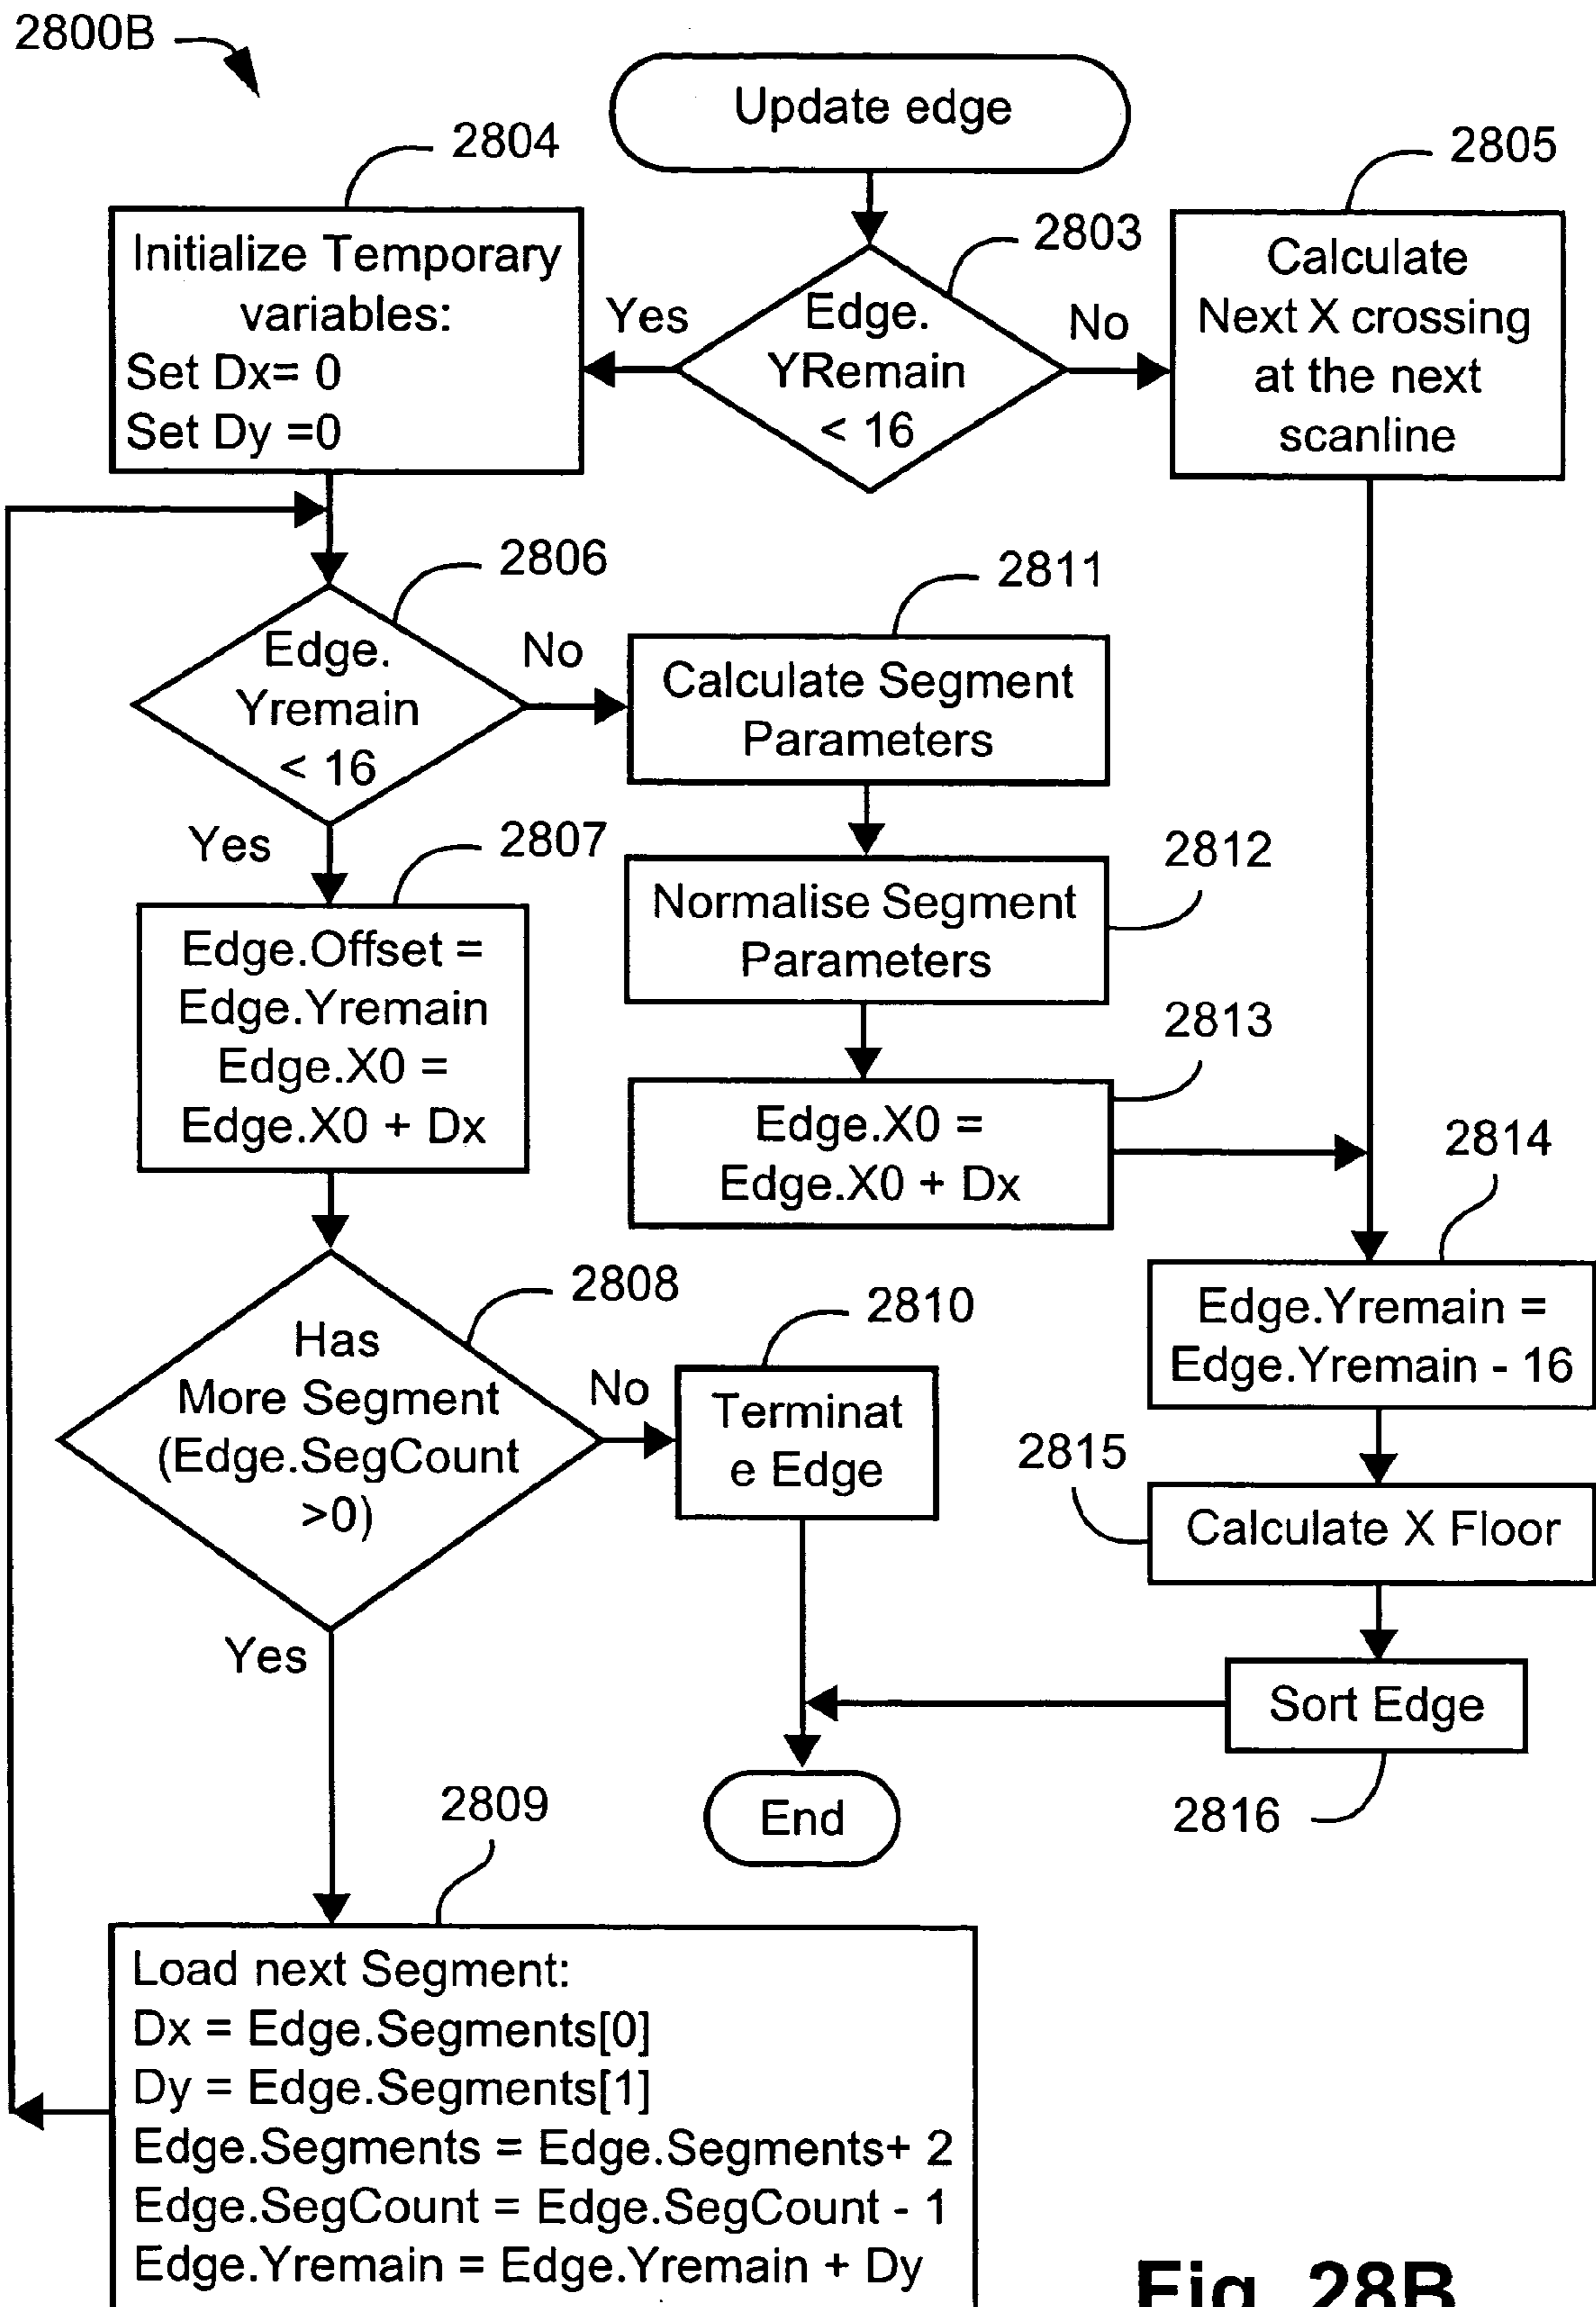 2800B
Update edge
2804
2805
2803
Initialize Temporary
variables:
Set Dx= 0
Set Dy =0
Yes
Edge.
YRemain
< 16
No
Calculate
Next X crossing
at the next
scanline
2806
2811
Edge.
Yremain
< 16
No
Calculate Segment
Parameters
Yes
2807
2812
Normalise Segment
Parameters
Edge.Offset =
Edge.Yremain
Edge.X0 =
Edge.X0 + Dx
2813
Edge.X0 =
Edge.X0 + Dx
2814
2808
2810
Edge.Yremain =
Edge.Yremain - 16
Has
More Segment
(Edge.SegCount
>0)
No
Terminat
e Edge
2815
Calculate X Floor
Yes
Sort Edge
2816
End
2809
Load next Segment:
Dx = Edge.Segments[0]
Dy = Edge.Segments[1]
Edge.Segments = Edge.Segments+ 2
Edge.SegCount = Edge.SegCount - 1
Edge.Yremain = Edge.Yremain + Dy
Fig. 28B